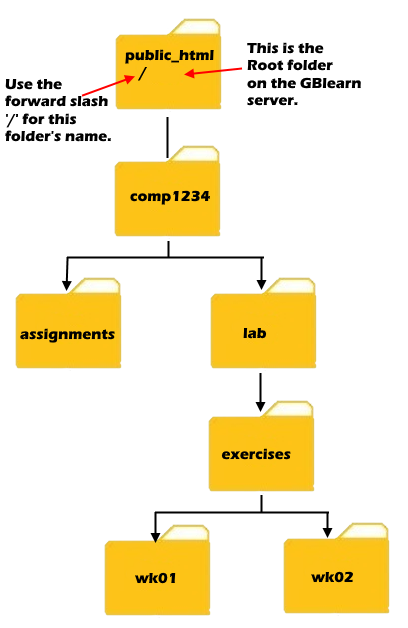 public_html
/
This is the
Root folder
on the GBlearn
server.
Use the
forward slash
'/' for this
folder's name.
comp1234
assignments
lab
exercises
wk01
wk02